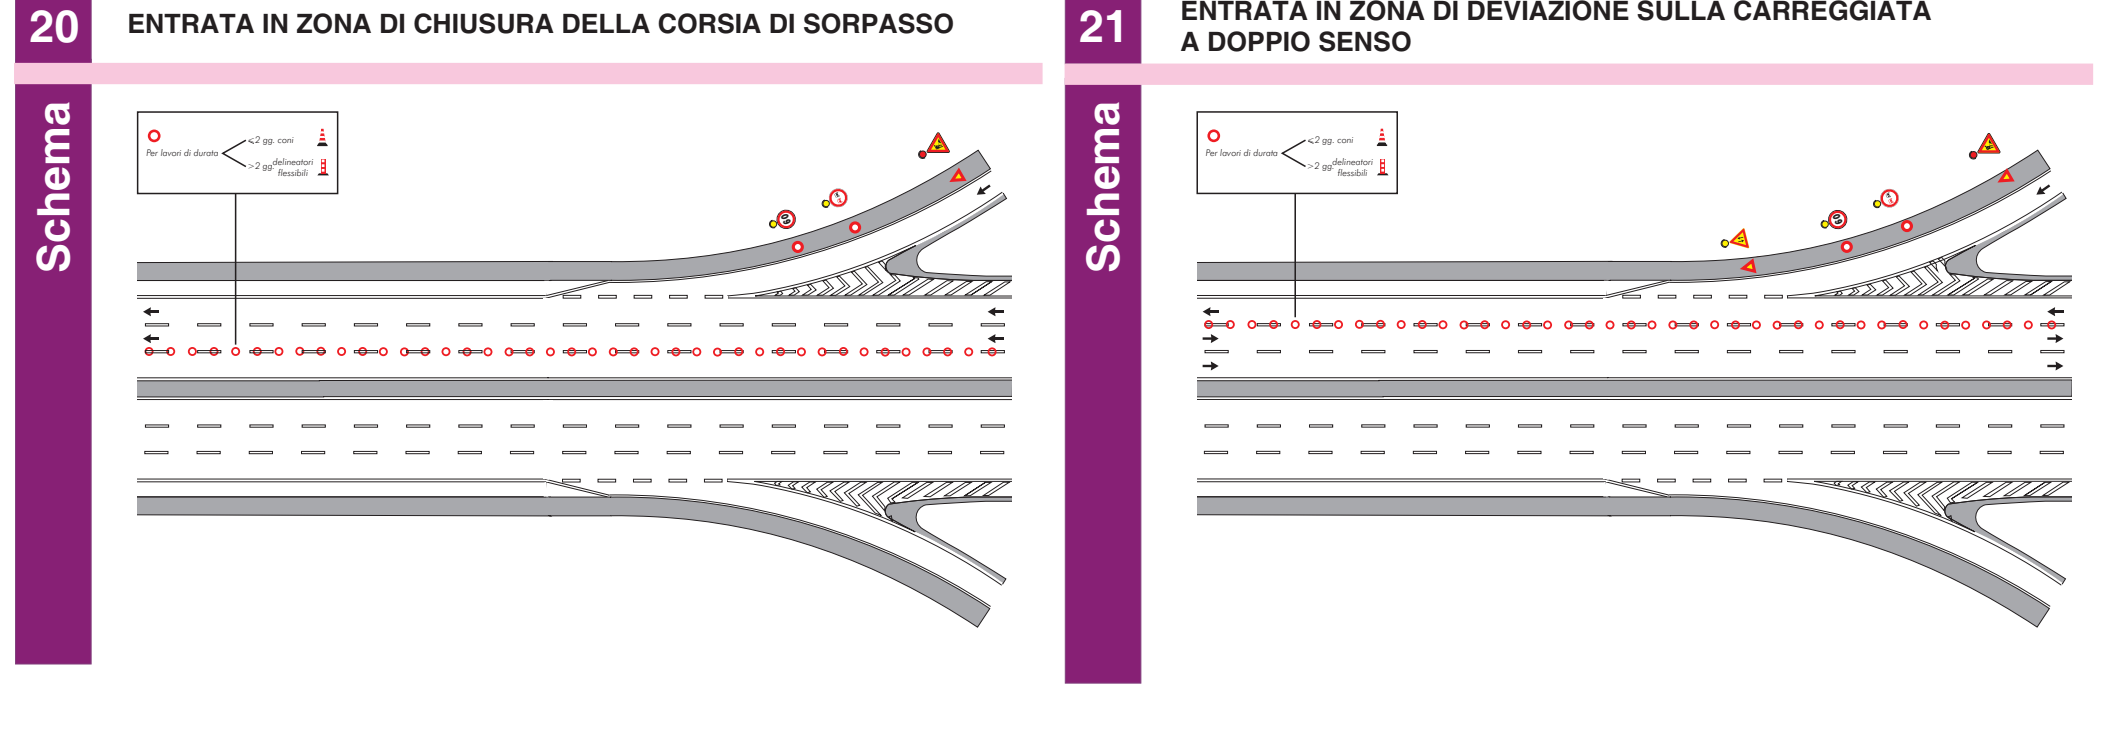 20
ENTRATA IN ZONA DI CHIUSURA DELLA CORSIA DI SORPASSO
Schema
Per lavori di durata
⩽2 gg. coni
>2 gg. delineatori
flessibili
60
21
ENTRATA IN ZONA DI DEVIAZIONE SULLA CARREGGIATA
A DOPPIO SENSO
Schema
Per lavori di durata
⩽2 gg. coni
>2 gg. delineatori
flessibili
60